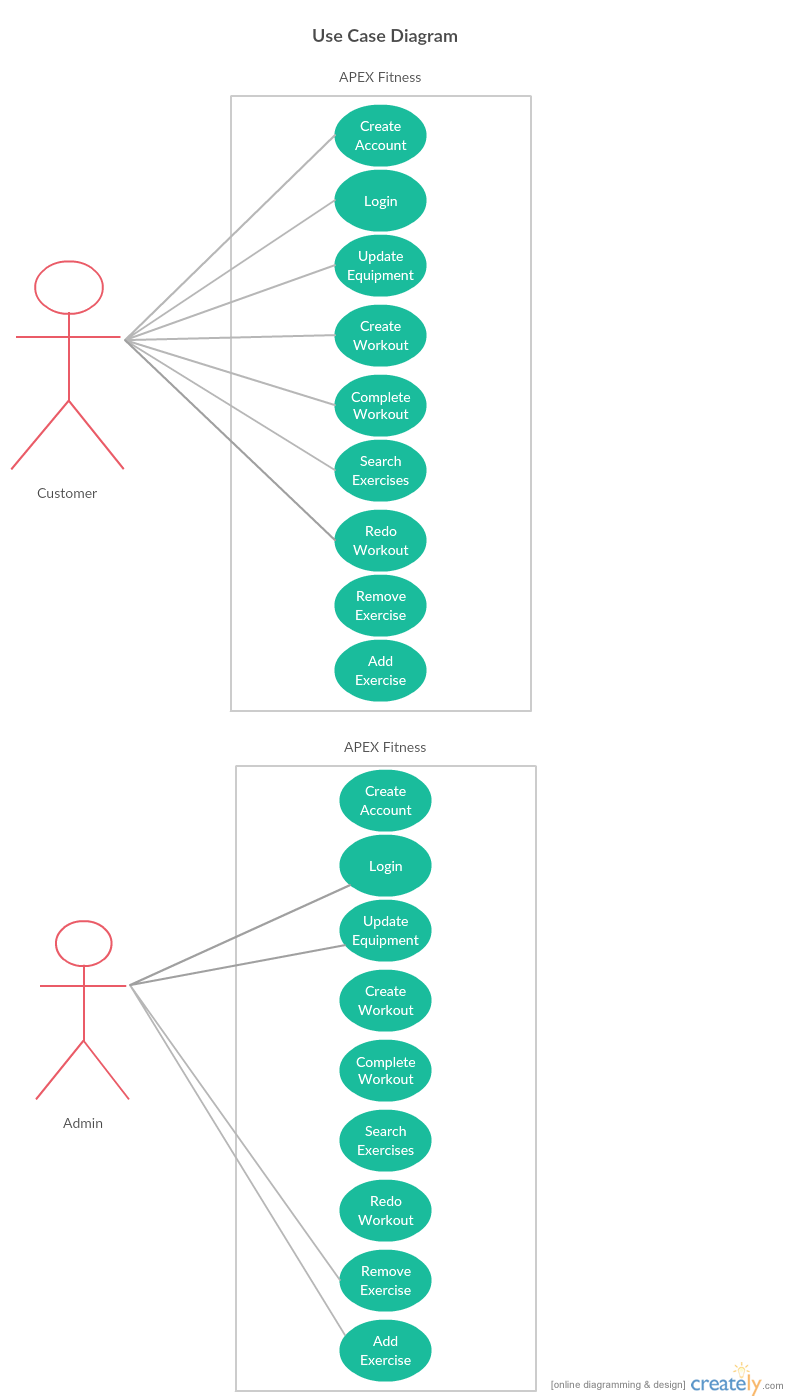 Use Case Diagram
APEX Fitness
Create
Account
Login
Update
Equipment
Create
Workout
Complete
Workout
Search
Exercises
Customer
Redo
Workout
Remove
Exercise
Add
Exercise
APEX Fitness
Create
Account
Login
Update
Equipment
Create
Workout
Complete
Workout
Admin
Search
Exercises
Redo
Workout
Remove
Exercise
Add
Exercise
[online diagramming & design] creately.com